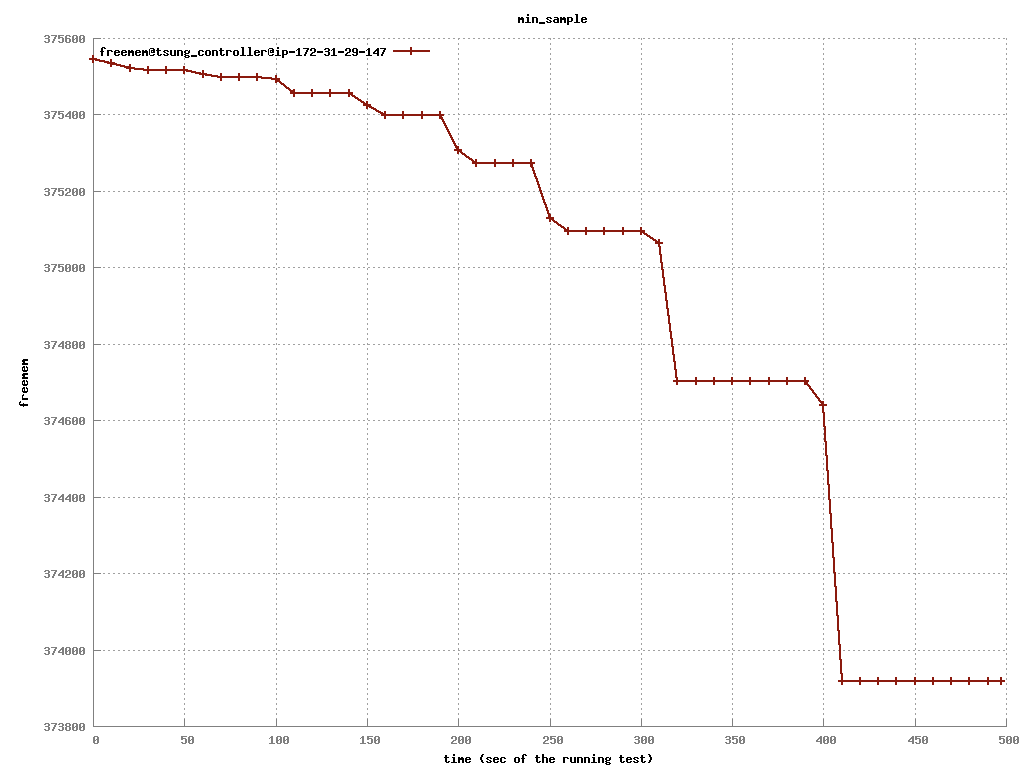 min_sample
freemem@tsung_controller@ip-172-31-29-147
375600
375400
375200
375000
374800
374600
374400
374200
374000
373800
freemem
0 50 100 150 200 250 300 350 400 450 500
time (sec of the running test)